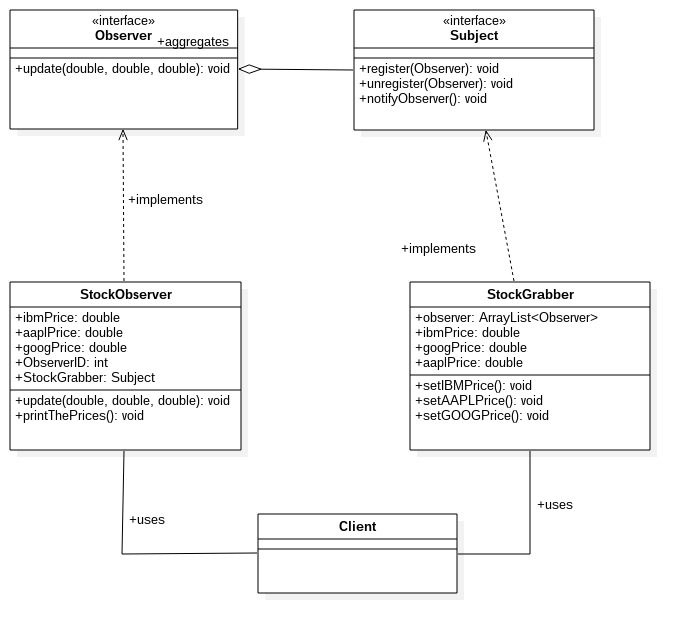 «interface»
Observer
+aggregates
+update(double, double, double): void
«interface»
Subject
+register(Observer): void
+unregister(Observer): void
+notifyObserver(): void
+implements
+implements
StockObserver
+ibmPrice: double
+aaplPrice: double
+googPrice: double
+ObserverID: int
+StockGrabber: Subject
+update(double, double, double): void
+printThePrices(): void
StockGrabber
+observer: ArrayList<Observer>
+ibmPrice: double
+googPrice: double
+aaplPrice: double
+setIBMPrice(): void
+setAAPLPrice(): void
+setGOOGPrice(): void
+uses
+uses
Client